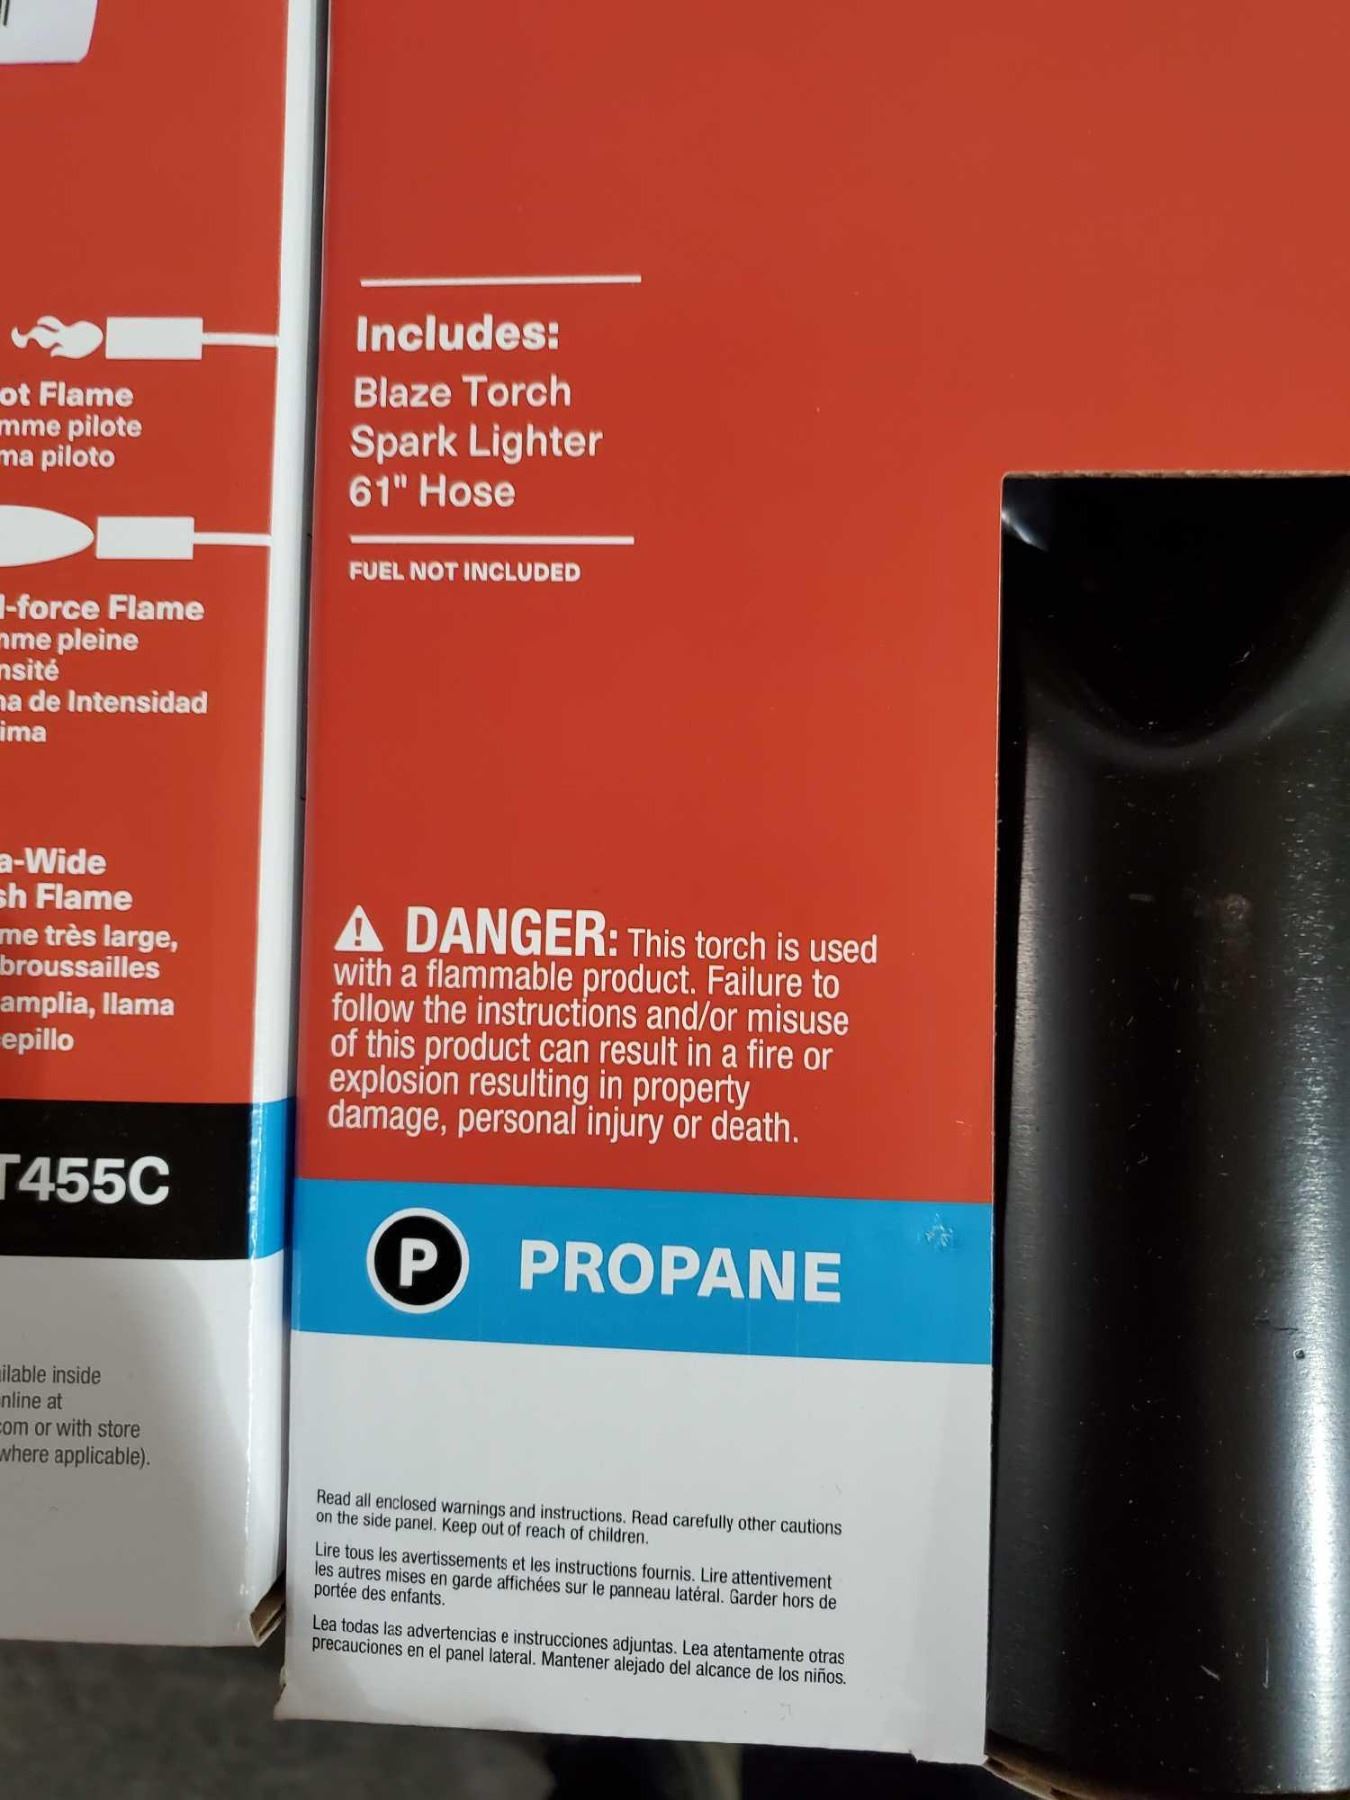 ot Flame
mme pilote
ma piloto
l-force Flame
nme pleine
nsité
na de Intensidad
ima
a-Wide
sh Flame
me très large,
broussailles
amplia, llama
epillo
T455C
ilable inside
nline at
com or with store
where applicable).
Includes:
Blaze Torch
Spark Lighter
61" Hose
FUEL NOT INCLUDED
DANGER: This torch is used
with a flammable product. Failure to
follow the instructions and/or misuse
of this product can result in a fire or
explosion resulting in property
damage, personal injury or death.
P PROPANE
Read all enclosed warnings and instructions. Read carefully other cautions
on the side panel. Keep out of reach of children.
Lire tous les avertissements et les instructions fournis. Lire attentivement
les autres mises en garde affichées sur le panneau latéral. Garder hors de
portée des enfants.
Lea todas las advertencias e instrucciones adjuntas. Lea atentamente otras
precauciones en el panel lateral. Mantener alejado del alcance de los niños.